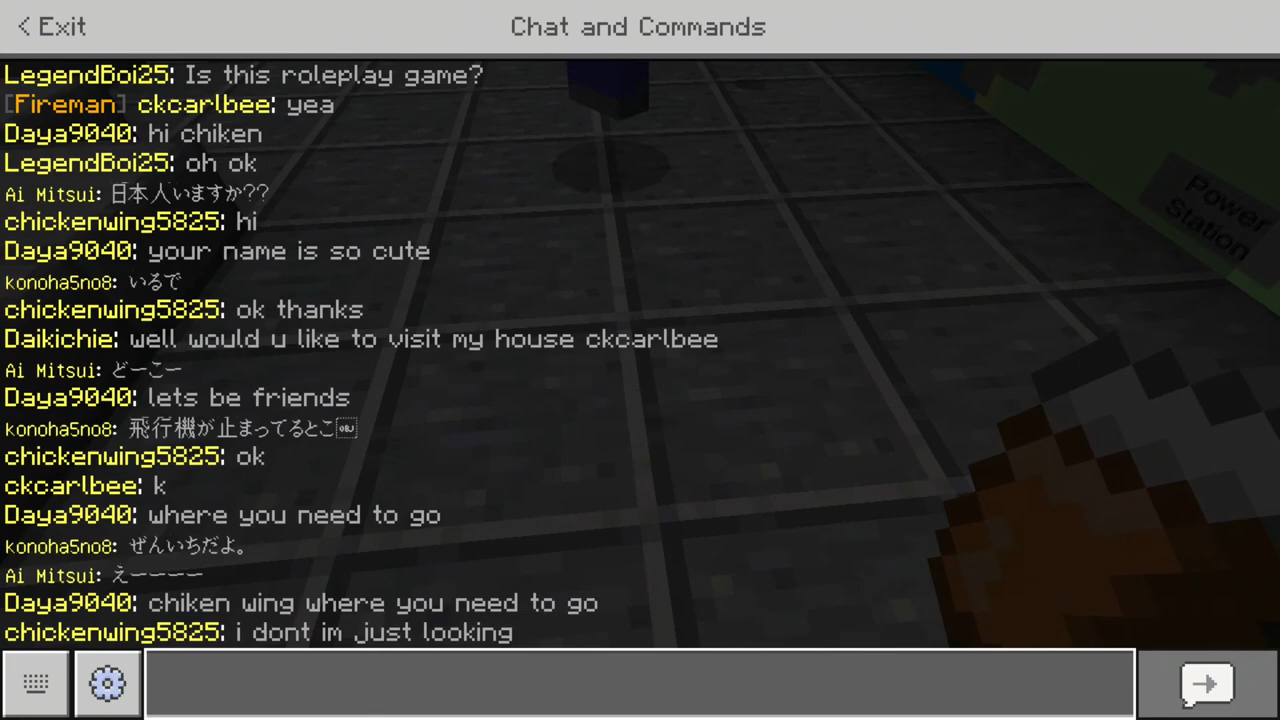 < Exit
Chat and Commands
LegendBoi25: Is this roleplay game?
[Fireman] ckcarlbee: yea
Daya9040: hi chiken
LegendBoi25: oh ok
Ai Mitsui: 日本人いますか??
chickenwing5825: hi
Daya9040: your name is so cute
konoha5no8: いるで
chickenwing5825: ok thanks
Daikichie: well would u like to visit my house ckcarlbee
Ai Mitsui: どーこー
Daya9040: lets be friends
konoha5no8: 飛行機が止まってるとこ￼
chickenwing5825: ok
ckcarlbee: k
Daya9040: where you need to go
konoha5no8: ぜんいちだよ。
Ai Mitsui: えーーーー
Daya9040: chiken wing where you need to go
chickenwing5825: i dont im just looking
Power
Station